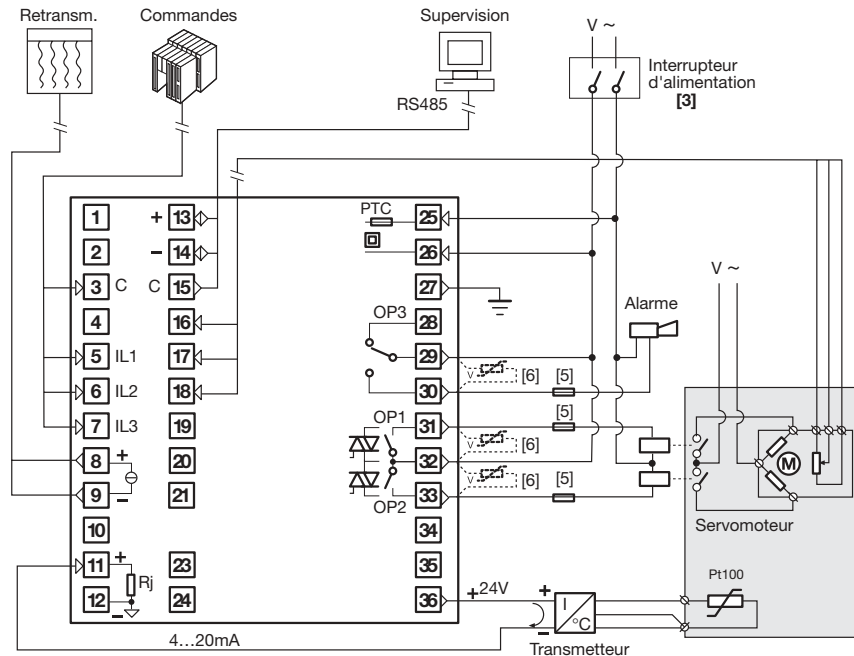 Retransm.
Commandes
Supervision
V ~
Interrupteur
d'alimentation
[3]
RS485
1
+ 13
PTC
25
2
- 14
26
V ~
3 C
C 15
27
Alarme
4
16
OP3
28
5 IL1
17
29
V
[6]
[5]
6 IL2
18
30
[5]
7 IL3
19
OP1
31
8 +
20
32
V
[6]
M
9 –
21
OP2
33
V
[6]
[5]
Servomoteur
10
34
11 +
Rj
23
35
Pt100
12 –
24
36
+24V
+
–
I
°C
4...20mA
Transmetteur